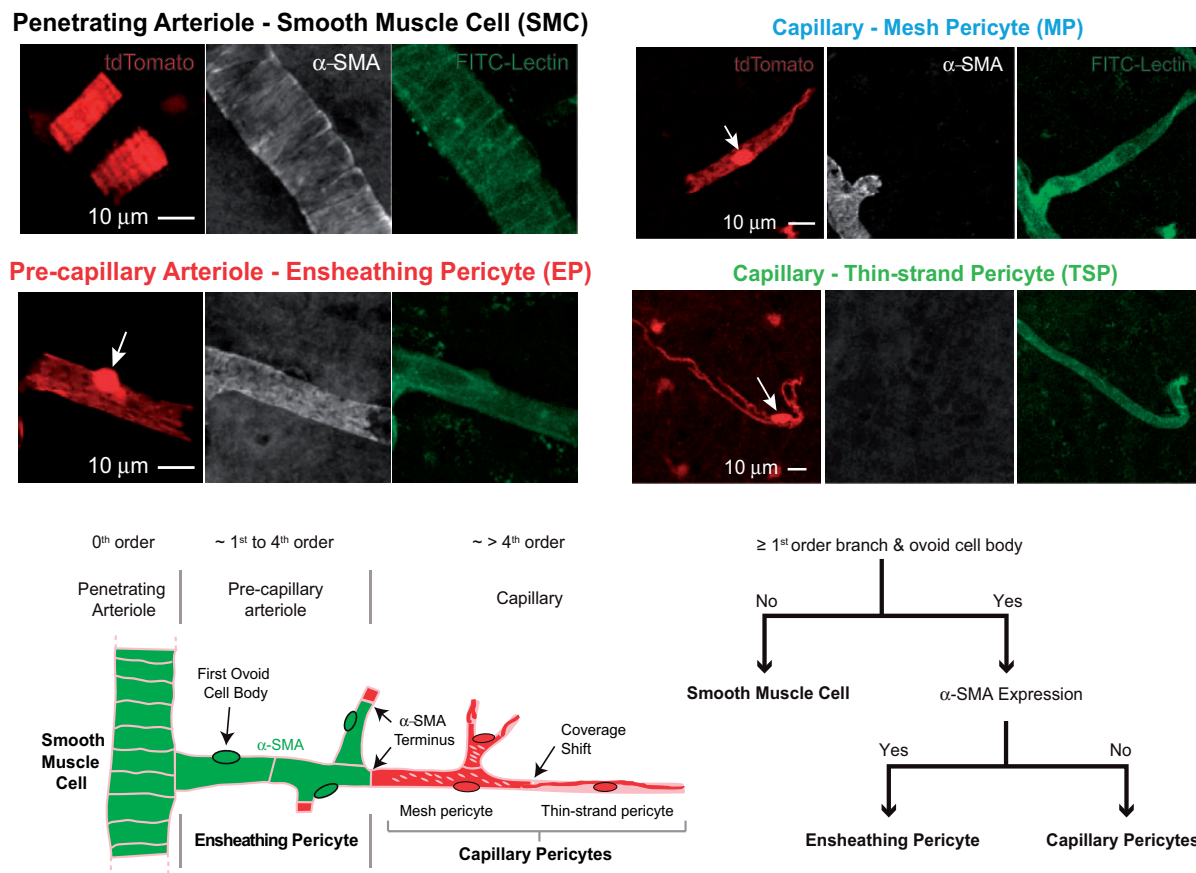 Penetrating Arteriole - Smooth Muscle Cell (SMC)
tdTomato
α-SMA
FITC-Lectin
10 μm
Capillary - Mesh Pericyte (MP)
tdTomato
α-SMA
FITC-Lectin
10 μm
Pre-capillary Arteriole - Ensheathing Pericyte (EP)
10 μm
Capillary - Thin-strand Pericyte (TSP)
10 μm
0th order
~ 1st to 4th order
~ > 4th order
Penetrating
Arteriole
Pre-capillary
arteriole
Capillary
First Ovoid
Cell Body
α-SMA
α-SMA
Terminus
Coverage
Shift
Smooth
Muscle
Cell
Mesh pericyte
Thin-strand pericyte
Ensheathing Pericyte
Capillary Pericytes
≥ 1st order branch & ovoid cell body
No
Yes
Smooth Muscle Cell
α-SMA Expression
Yes
No
Ensheathing Pericyte
Capillary Pericytes